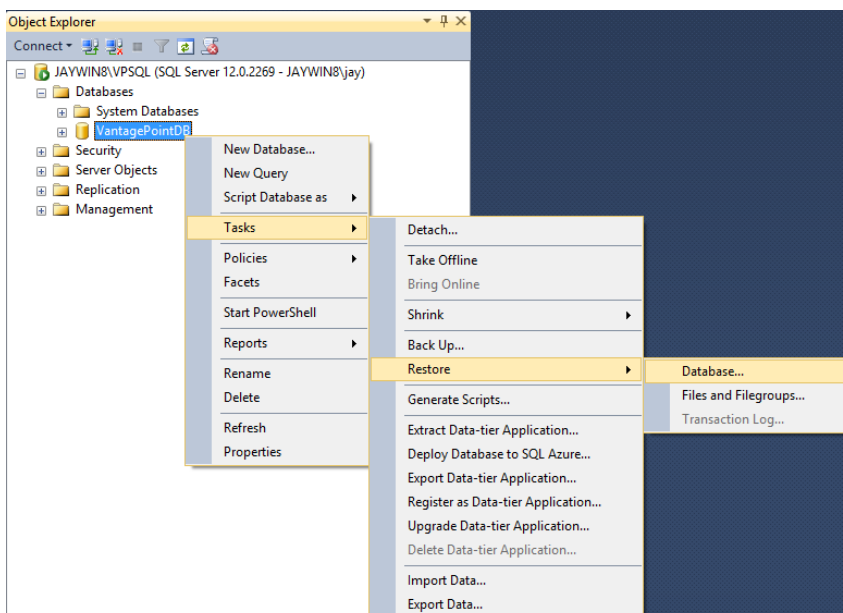 Object Explorer
Connect
JAYWIN8\VPSQL (SQL Server 12.0.2269 - JAYWIN8\jay)
Databases
System Databases
VantagePointDB
Security
Server Objects
Replication
Management
New Database...
New Query
Script Database as
Tasks
Policies
Facets
Start PowerShell
Reports
Rename
Delete
Refresh
Properties
Detach...
Take Offline
Bring Online
Shrink
Back Up...
Restore
Generate Scripts...
Extract Data-tier Application...
Deploy Database to SQL Azure...
Export Data-tier Application...
Register as Data-tier Application...
Upgrade Data-tier Application...
Delete Data-tier Application...
Import Data...
Export Data...
Database...
Files and Filegroups...
Transaction Log...